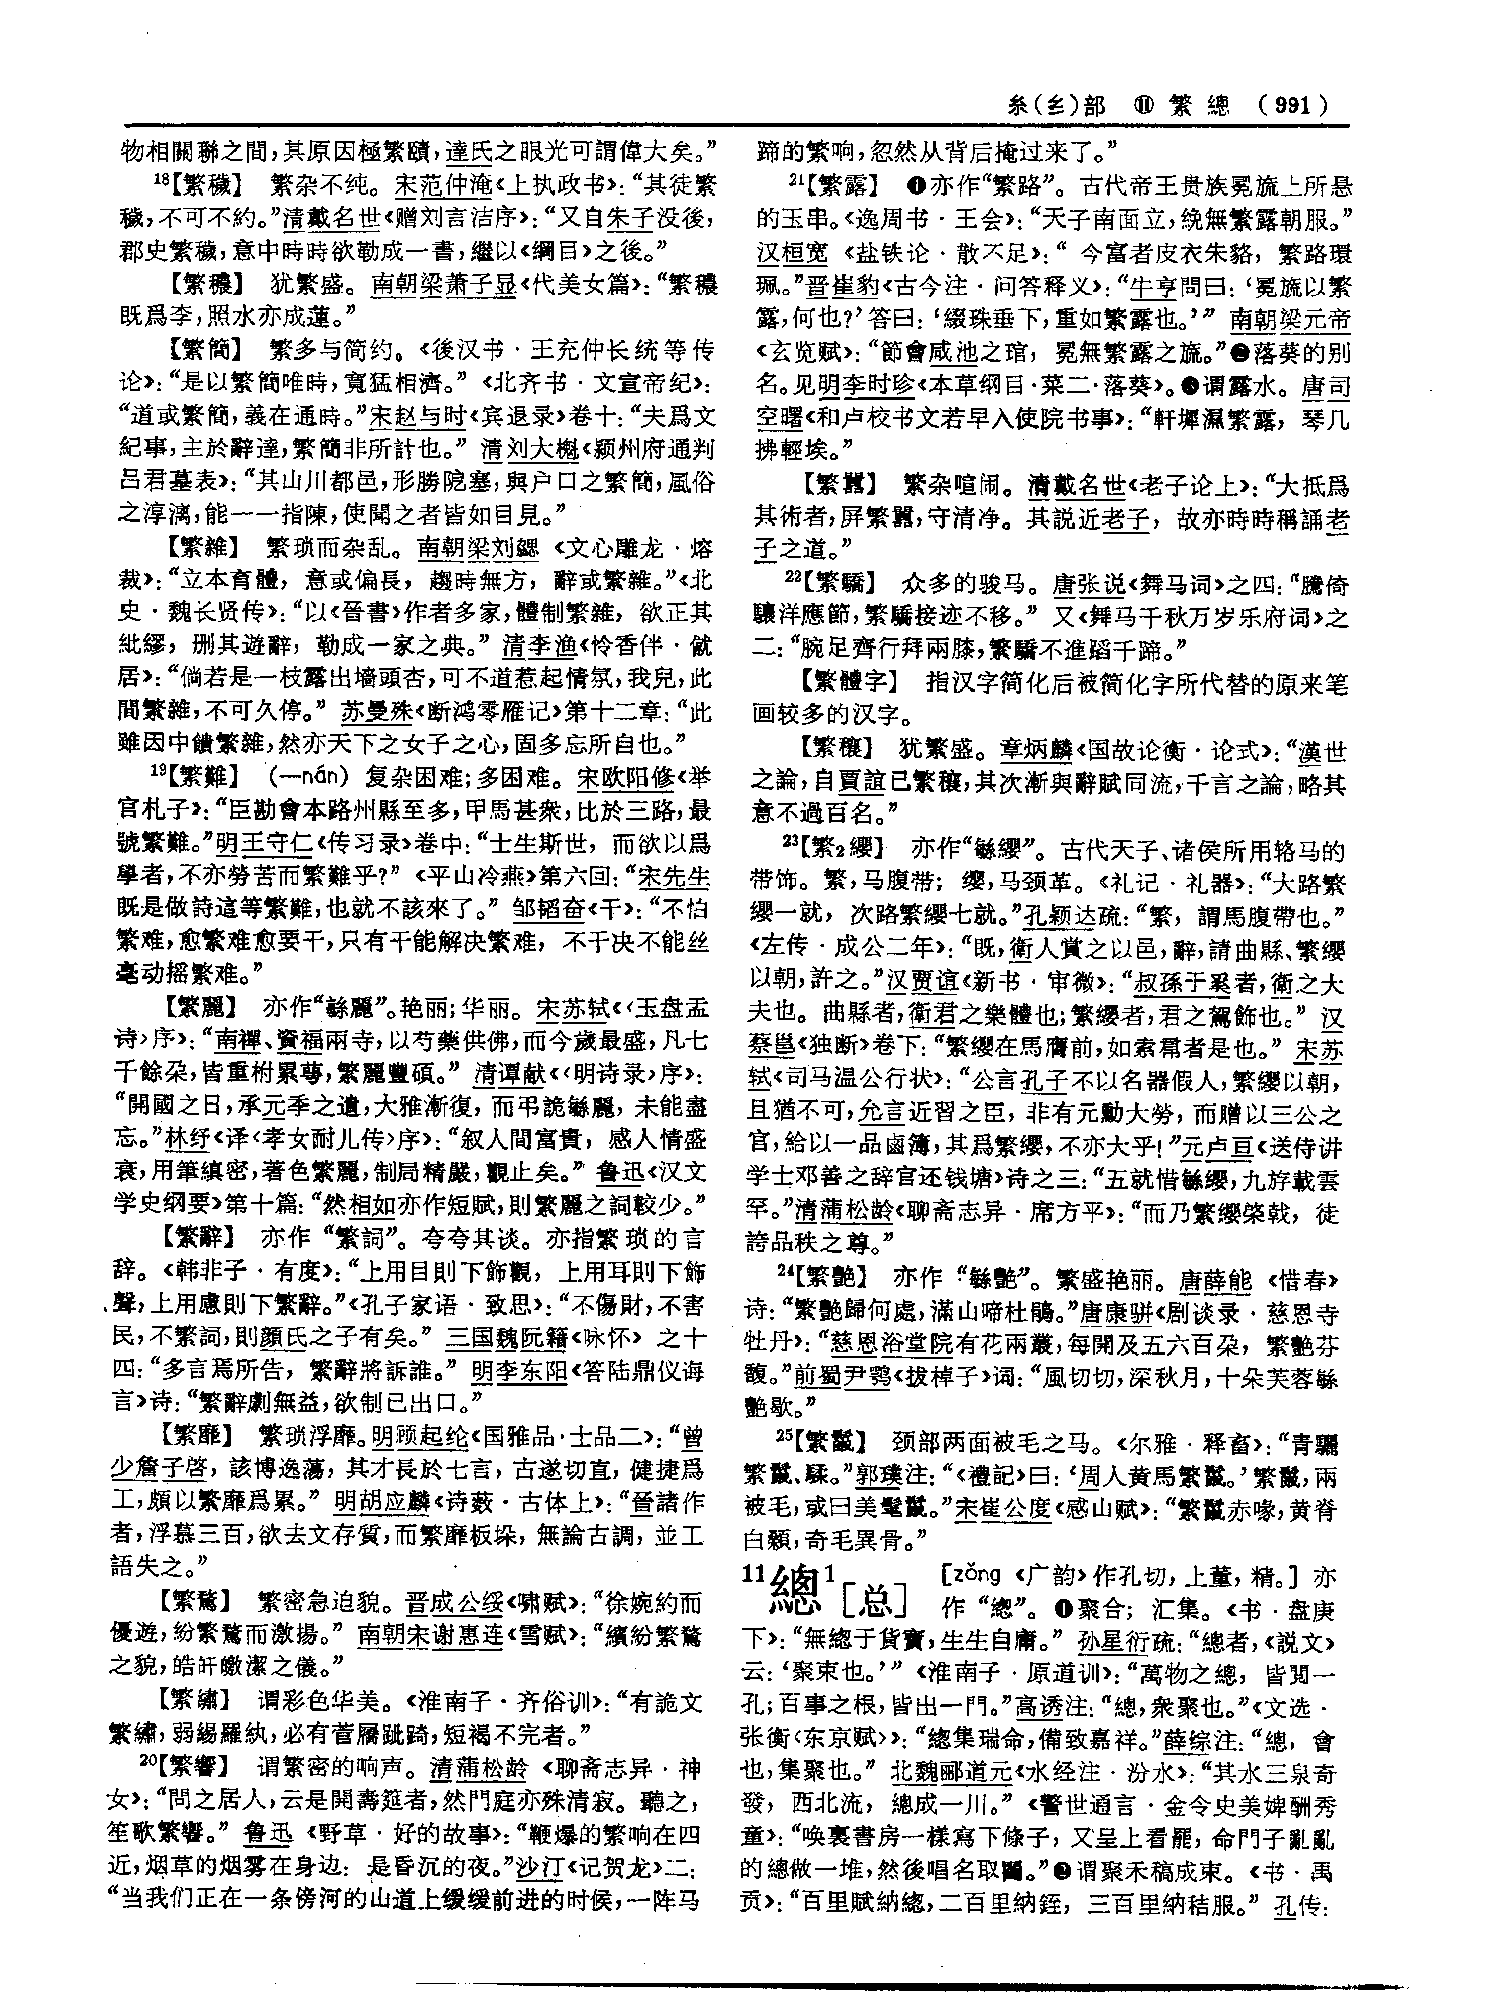 糸(纟)部 ⑪ 繁 總 (991)
物相關聯之間，其原因極繁賾，達氏之眼光可謂偉大矣。”
18【繁穢】 繁杂不纯。宋范仲淹《上执政书》：“其徒繁
穢，不可不約。”清戴名世《赠刘言洁序》：“又自朱子没後，
郡史繁穢，意中時時欲勒成一書，繼以《綱目》之後。”
【繁穠】 犹繁盛。南朝梁萧子显《代美女篇》：“繁穠
既爲李，照水亦成蓮。”
【繁簡】 繁多与简约。《後汉书·王充仲长统等传
论》：“是以繁簡唯時，寬猛相濟。”《北齐书·文宣帝纪》：
“道或繁簡，義在通時。”宋赵与时《宾退录》卷十：“夫爲文
紀事，主於辭達，繁簡非所計也。”清刘大櫆《颍州府通判
吕君墓表》：“其山川都邑，形勝阸塞，與户口之繁簡，風俗
之淳漓，能一一指陳，使聞之者皆如目見。”
【繁雜】 繁琐而杂乱。南朝梁刘勰《文心雕龙·熔
裁》：“立本育體，意或偏長，趨時無方，辭或繁雜。”《北
史·魏长贤传》：“以《晉書》作者多家，體制繁雜，欲正其
紕繆，删其遊辭，勒成一家之典。”清李渔《怜香伴·僦
居》：“倘若是一枝露出墻頭杏，可不道惹起情氛，我兒，此
間繁雜，不可久停。”苏曼殊《断鸿零雁记》第十二章：“此
雖因中饋繁雜，然亦天下之女子之心，固多忘所自也。”
19【繁難】 (—nán) 复杂困难；多困难。宋欧阳修《举
官札子》：“臣勘會本路州縣至多，甲馬甚衆，比於三路，最
號繁難。”明王守仁《传习录》卷中：“士生斯世，而欲以爲
學者，不亦勞苦而繁難乎？”《平山冷燕》第六回：“宋先生
既是做詩這等繁難，也就不該來了。”邹韬奋《干》：“不怕
繁难，愈繁难愈要干，只有干能解决繁难，不干决不能丝
毫动摇繁难。”
【繁麗】 亦作“緐麗”。艳丽；华丽。宋苏轼《〈玉盘盂
诗〉序》：“南禪、資福兩寺，以芍藥供佛，而今歲最盛，凡七
千餘朶，皆重柎累萼，繁麗豐碩。”清谭献《〈明诗录〉序》：
“開國之日，承元季之遺，大雅漸復，而弔詭緐麗，未能盡
忘。”林纾《译〈孝女耐儿传〉序》：“叙人間富貴，感人情盛
衰，用筆縝密，著色繁麗，制局精嚴，觀止矣。”鲁迅《汉文
学史纲要》第十篇：“然相如亦作短賦，則繁麗之詞較少。”
【繁辭】 亦作“繁詞”。夸夸其谈。亦指繁琐的言
辞。《韩非子·有度》：“上用目則下飾觀，上用耳則下飾
聲，上用慮則下繁辭。”《孔子家语·致思》：“不傷財，不害
民，不繁詞，則顔氏之子有矣。”三国魏阮籍《咏怀》之十
四：“多言焉所告，繁辭將訴誰。”明李东阳《答陆鼎仪诲
言》诗：“繁辭劇無益，欲制已出口。”
【繁靡】 繁琐浮靡。明顾起纶《国雅品·士品二》：“曾
少詹子啓，該博逸蕩，其才長於七言，古遂切直，健捷爲
工，頗以繁靡爲累。”明胡应麟《诗薮·古体上》：“晉諸作
者，浮慕三百，欲去文存質，而繁靡板垛，無論古調，並工
語失之。”
【繁驁】 繁密急迫貌。晋成公绥《啸赋》：“徐婉約而
優遊，紛繁驁而激揚。”南朝宋谢惠连《雪赋》：“繽紛繁驁
之貌，皓旰曒潔之儀。”
【繁繡】 谓彩色华美。《淮南子·齐俗训》：“有詭文
繁繡，弱緆羅紈，必有菅屩跐踦，短褐不完者。”
20【繁響】 谓繁密的响声。清蒲松龄《聊斋志异·神
女》：“問之居人，云是開壽筵者，然門庭亦殊清寂。聽之，
笙歌繁響。”鲁迅《野草·好的故事》：“鞭爆的繁响在四
近，烟草的烟雾在身边：是昏沉的夜。”沙汀《记贺龙》二：
“当我们正在一条傍河的山道上缓缓前进的时候，一阵马
蹄的繁响，忽然从背后掩过来了。”
21【繁露】 ❶亦作“繁路”。古代帝王贵族冕旒上所悬
的玉串。《逸周书·王会》：“天子南面立，絻無繁露朝服。”
汉桓宽《盐铁论·散不足》：“今富者皮衣朱貉，繁路環
珮。”晋崔豹《古今注·问答释义》：“牛亨問曰：‘冕旒以繁
露，何也？’答曰：‘綴珠垂下，重如繁露也。’”南朝梁元帝
《玄览赋》：“節會咸池之琯，冕無繁露之旒。”❷落葵的别
名。见明李时珍《本草纲目·菜二·落葵》。❸谓露水。唐司
空曙《和卢校书文若早入使院书事》：“軒墀濕繁露，琴几
拂輕埃。”
【繁囂】 繁杂喧闹。清戴名世《老子论上》：“大抵爲
其術者，屏繁囂，守清净。其説近老子，故亦時時稱誦老
子之道。”
22【繁驕】 众多的骏马。唐张说《舞马词》之四：“騰倚
驤洋應節，繁驕接迹不移。”又《舞马千秋万岁乐府词》之
二：“腕足齊行拜兩膝，繁驕不進蹈千蹄。”
【繁體字】 指汉字简化后被简化字所代替的原来笔
画较多的汉字。
【繁穰】 犹繁盛。章炳麟《国故论衡·论式》：“漢世
之論，自賈誼已繁穰，其次漸與辭賦同流，千言之論，略其
意不過百名。”
23【繁2纓】 亦作“緐纓”。古代天子、诸侯所用辂马的
带饰。繁，马腹带；缨，马颈革。《礼记·礼器》：“大路繁
纓一就，次路繁纓七就。”孔颖达疏：“繁，謂馬腹帶也。”
《左传·成公二年》：“既，衛人賞之以邑，辭，請曲縣、繁纓
以朝，許之。”汉贾谊《新书·审微》：“叔孫于奚者，衛之大
夫也。曲縣者，衛君之樂體也；繁纓者，君之駕飾也。”汉
蔡邕《独断》卷下：“繁纓在馬膺前，如索帬者是也。”宋苏
轼《司马温公行状》：“公言孔子不以名器假人，繁纓以朝，
且猶不可，允言近習之臣，非有元勳大勞，而贈以三公之
官，給以一品鹵簿，其爲繁纓，不亦大乎！”元卢亘《送侍讲
学士邓善之辞官还钱塘》诗之三：“五就惜緐纓，九斿載雲
罕。”清蒲松龄《聊斋志异·席方平》：“而乃繁纓棨戟，徒
誇品秩之尊。”
24【繁艷】 亦作“緐艷”。繁盛艳丽。唐薛能《惜春》
诗：“繁艷歸何處，滿山啼杜鵑。”唐康骈《剧谈录·慈恩寺
牡丹》：“慈恩浴堂院有花兩叢，每開及五六百朶，繁艷芬
馥。”前蜀尹鹗《拨棹子》词：“風切切，深秋月，十朵芙蓉緐
艷歇。”
25【繁鬣】 颈部两面被毛之马。《尔雅·释畜》：“青驪
繁鬣，騥。”郭璞注：“《禮記》曰：‘周人黄馬繁鬣。’繁鬣，兩
被毛，或曰美髦鬣。”宋崔公度《感山赋》：“繁鬣赤喙，黄脊
白顙，奇毛異骨。”
11總1［总］ [zǒng《广韵》作孔切，上董，精。] 亦
作“緫”。❶聚合；汇集。《书·盘庚
下》：“無總于貨寶，生生自庸。”孙星衍疏：“總者，《説文》
云：‘聚束也。’”《淮南子·原道训》：“萬物之總，皆閲一
孔；百事之根，皆出一門。”高诱注：“總，衆聚也。”《文选·
张衡〈东京赋〉》：“總集瑞命，備致嘉祥。”薛综注：“總，會
也，集聚也。”北魏郦道元《水经注·汾水》：“其水三泉奇
發，西北流，總成一川。”《警世通言·金令史美婢酬秀
童》：“唤裏書房一樣寫下條子，又呈上看罷，命門子亂亂
的總做一堆，然後唱名取鬮。”❷谓聚禾稿成束。《书·禹
贡》：“百里賦納總，二百里納銍，三百里納秸服。”孔传：